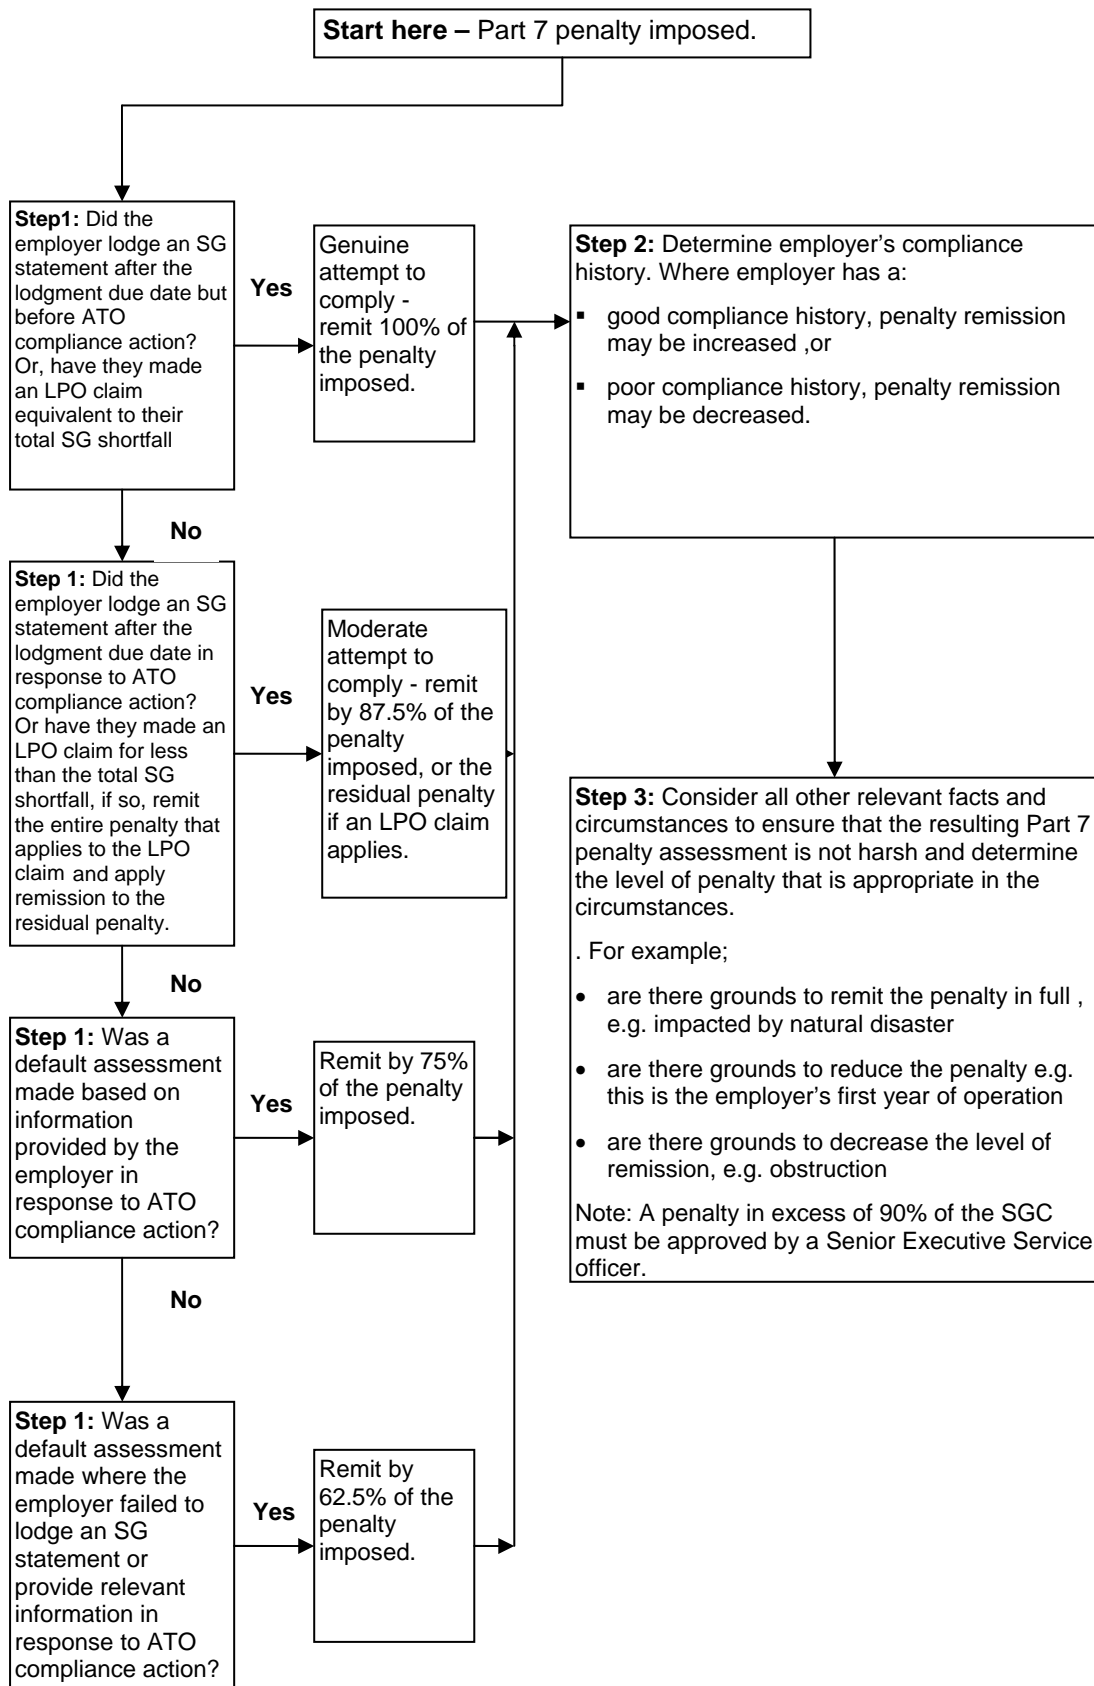 Start here – Part 7 penalty imposed.
Step1: Did the
employer lodge an SG
statement after the
lodgment due date but
before ATO
compliance action?
Or, have they made
an LPO claim
equivalent to their
total SG shortfall
Yes
Genuine
attempt to
comply -
remit 100% of
the penalty
imposed.
Step 2: Determine employer's compliance
history. Where employer has a:
▪ good compliance history, penalty remission
may be increased ,or
▪ poor compliance history, penalty remission
may be decreased.
No
Step 1: Did the
employer lodge an SG
statement after the
lodgment due date in
response to ATO
compliance action?
Or have they made an
LPO claim for less
than the total SG
shortfall, if so, remit
the entire penalty that
applies to the LPO
claim and apply
remission to the
residual penalty.
Yes
Moderate
attempt to
comply - remit
by 87.5% of the
penalty
imposed, or the
residual penalty
if an LPO claim
applies.
Step 3: Consider all other relevant facts and
circumstances to ensure that the resulting Part 7
penalty assessment is not harsh and determine
the level of penalty that is appropriate in the
circumstances.
. For example;
• are there grounds to remit the penalty in full ,
e.g. impacted by natural disaster
• are there grounds to reduce the penalty e.g.
this is the employer's first year of operation
• are there grounds to decrease the level of
remission, e.g. obstruction
Note: A penalty in excess of 90% of the SGC
must be approved by a Senior Executive Service
officer.
No
Step 1: Was a
default assessment
made based on
information
provided by the
employer in
response to ATO
compliance action?
Yes
Remit by 75%
of the penalty
imposed.
No
Step 1: Was a
default assessment
made where the
employer failed to
lodge an SG
statement or
provide relevant
information in
response to ATO
compliance action?
Yes
Remit by
62.5% of the
penalty
imposed.